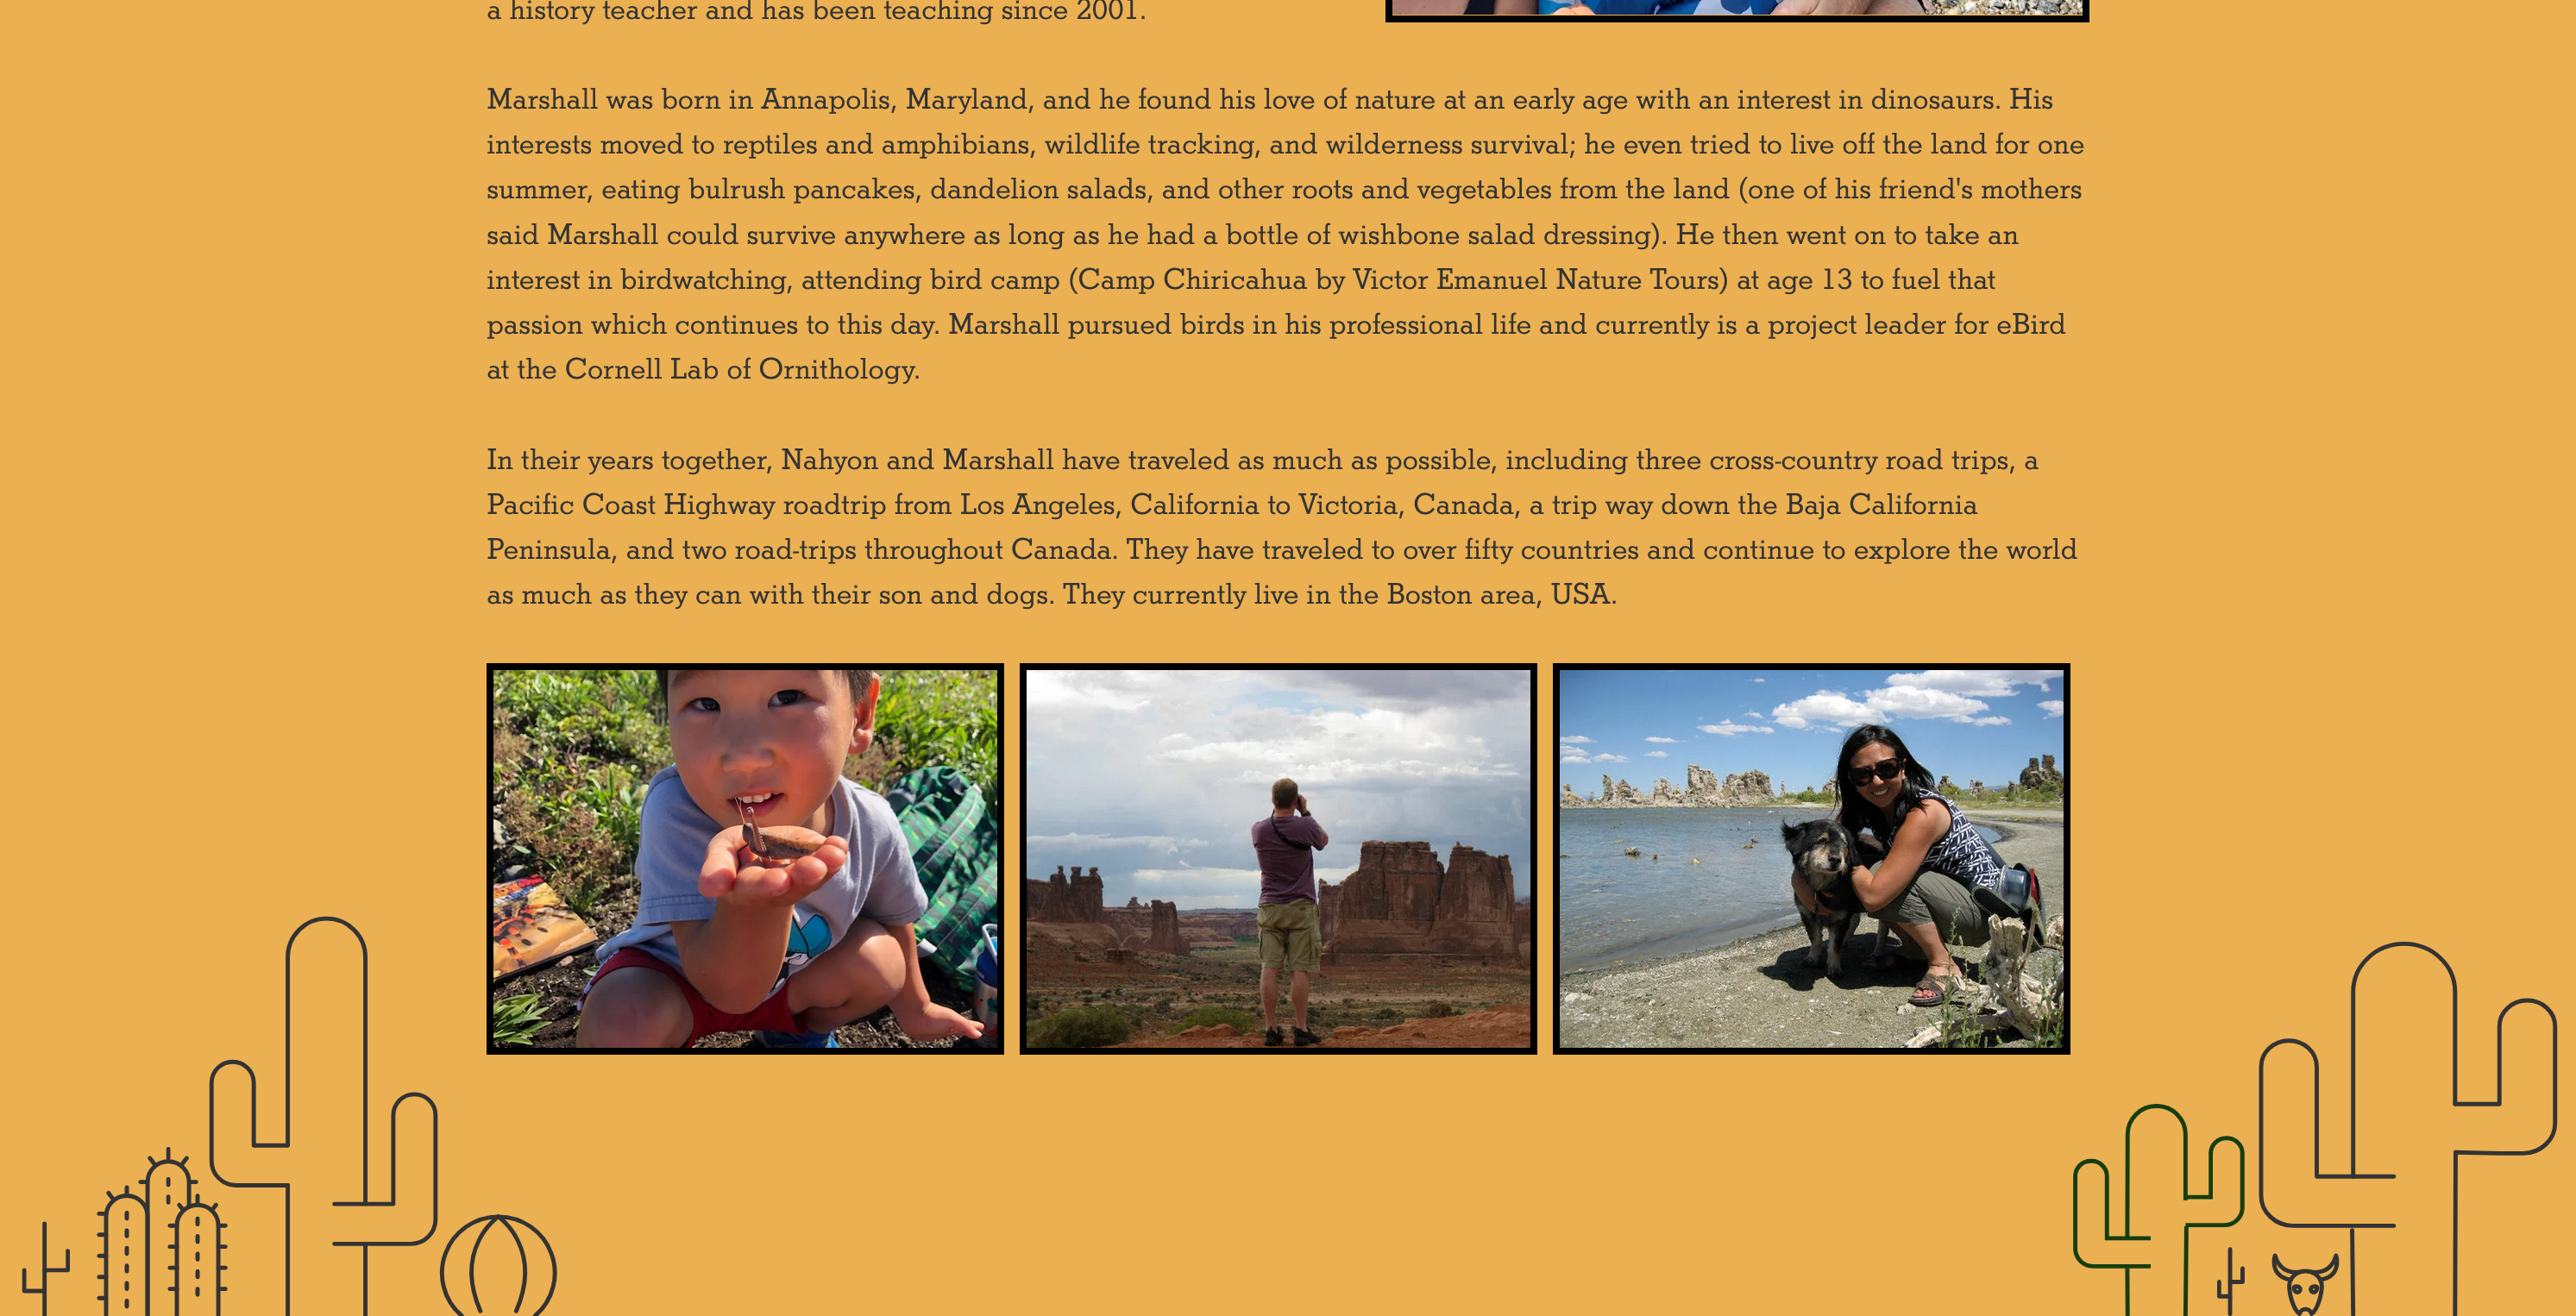 a history teacher and has been teaching since 2001.
Marshall was born in Annapolis, Maryland, and he found his love of nature at an early age with an interest in dinosaurs. His
interests moved to reptiles and amphibians, wildlife tracking, and wilderness survival; he even tried to live off the land for one
summer, eating bulrush pancakes, dandelion salads, and other roots and vegetables from the land (one of his friend's mothers
said Marshall could survive anywhere as long as he had a bottle of wishbone salad dressing). He then went on to take an
interest in birdwatching, attending bird camp (Camp Chiricahua by Victor Emanuel Nature Tours) at age 13 to fuel that
passion which continues to this day. Marshall pursued birds in his professional life and currently is a project leader for eBird
at the Cornell Lab of Ornithology.
In their years together, Nahyon and Marshall have traveled as much as possible, including three cross-country road trips, a
Pacific Coast Highway roadtrip from Los Angeles, California to Victoria, Canada, a trip way down the Baja California
Peninsula, and two road-trips throughout Canada. They have traveled to over fifty countries and continue to explore the world
as much as they can with their son and dogs. They currently live in the Boston area, USA.